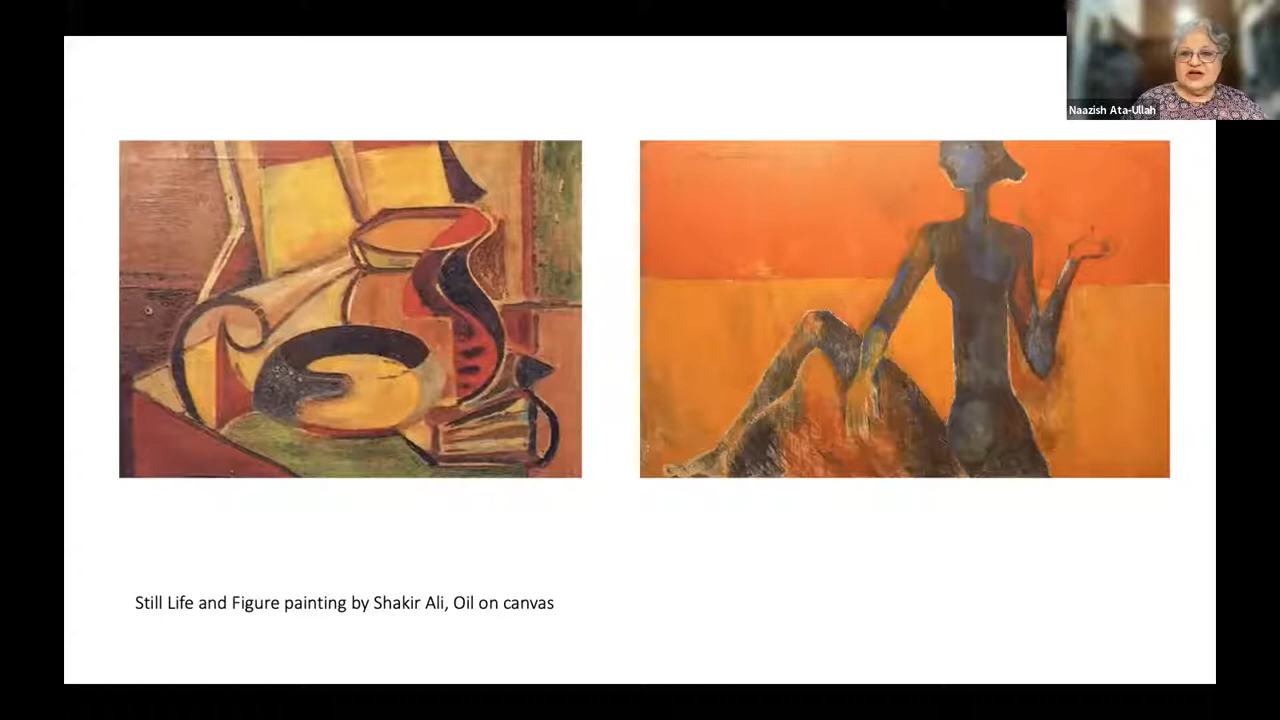 Naazish Ata-Ullah
Still Life and Figure painting by Shakir Ali, Oil on canvas